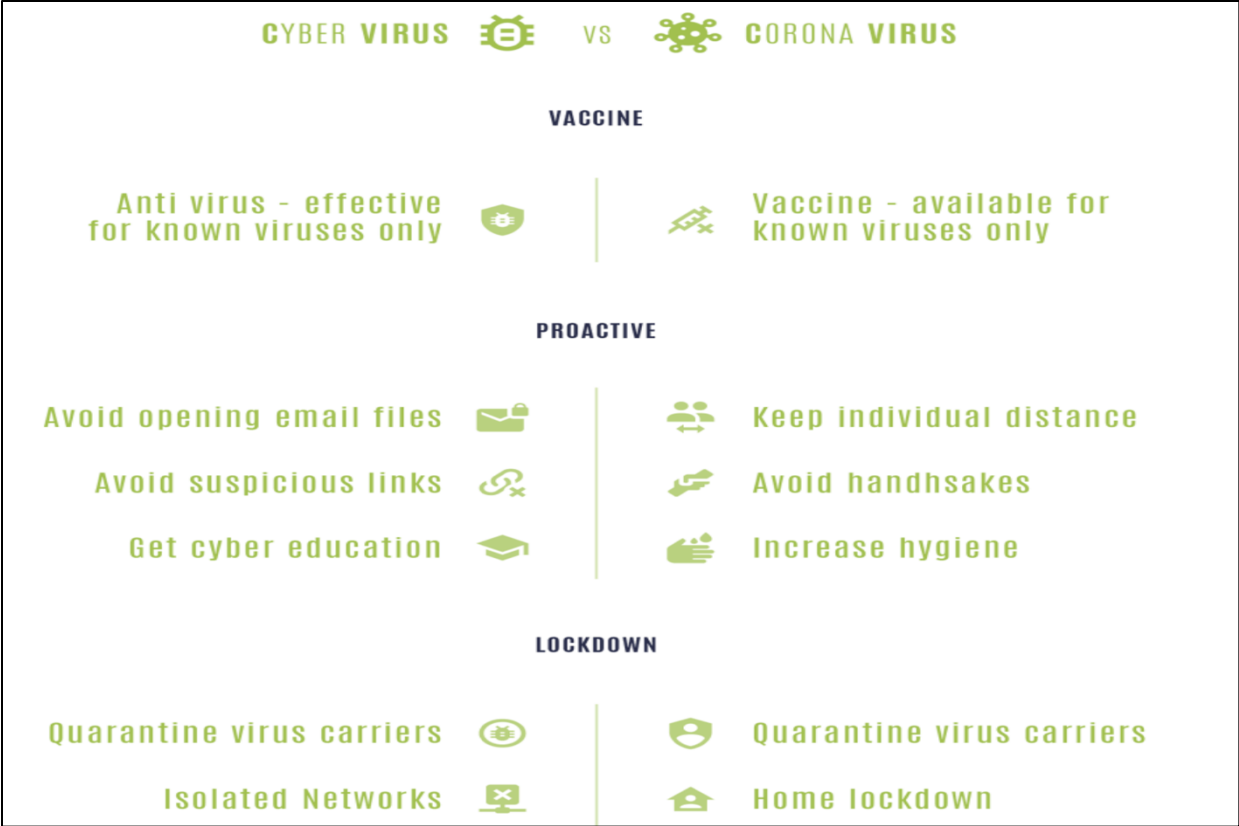 CYBER VIRUS VS CORONA VIRUS
VACCINE
Anti virus - effective
for known viruses only
Vaccine - available for
known viruses only
PROACTIVE
Avoid opening email files
Keep individual distance
Avoid suspicious links
Avoid handhsakes
Get cyber education
Increase hygiene
LOCKDOWN
Quarantine virus carriers
Quarantine virus carriers
Isolated Networks
Home lockdown